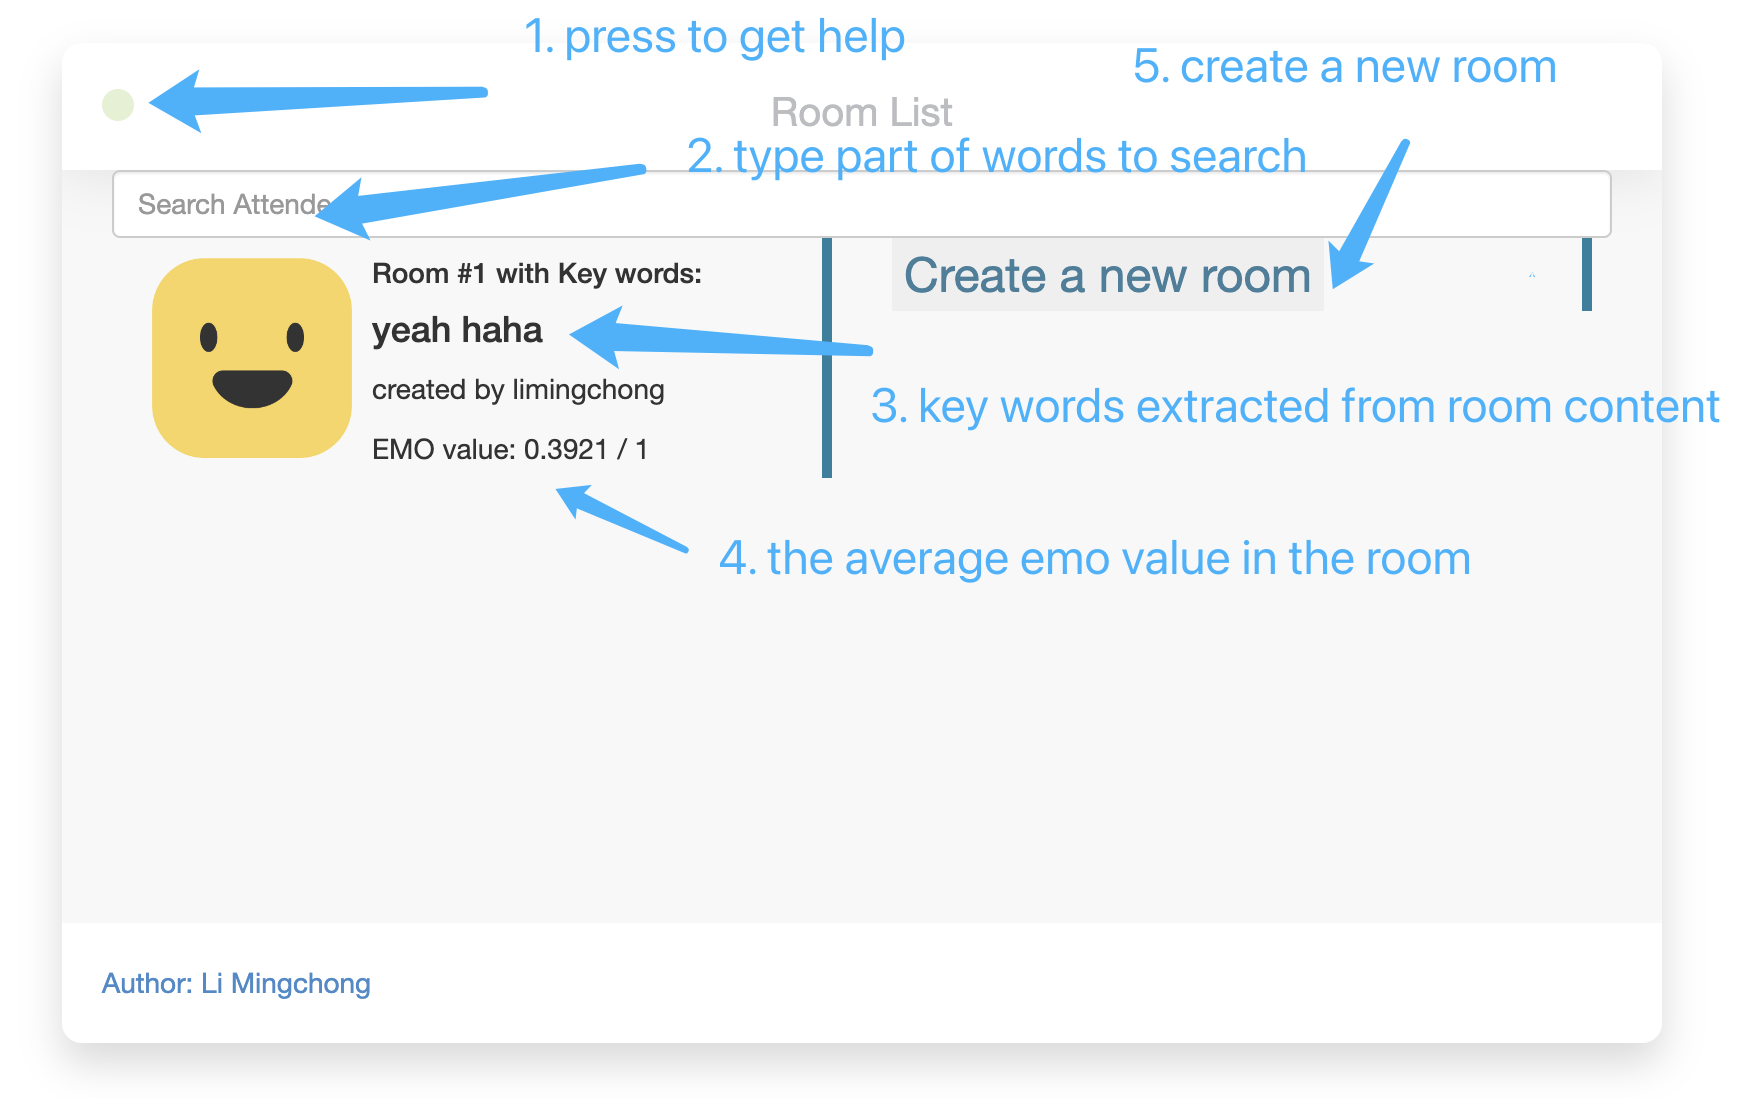 1. press to get help
5. create a new room
Room List
2. type part of words to search
Search Attende
Room #1 with Key words:
Create a new room
yeah haha
created by limingchong
3. key words extracted from room content
EMO value: 0.3921 / 1
4. the average emo value in the room
Author: Li Mingchong